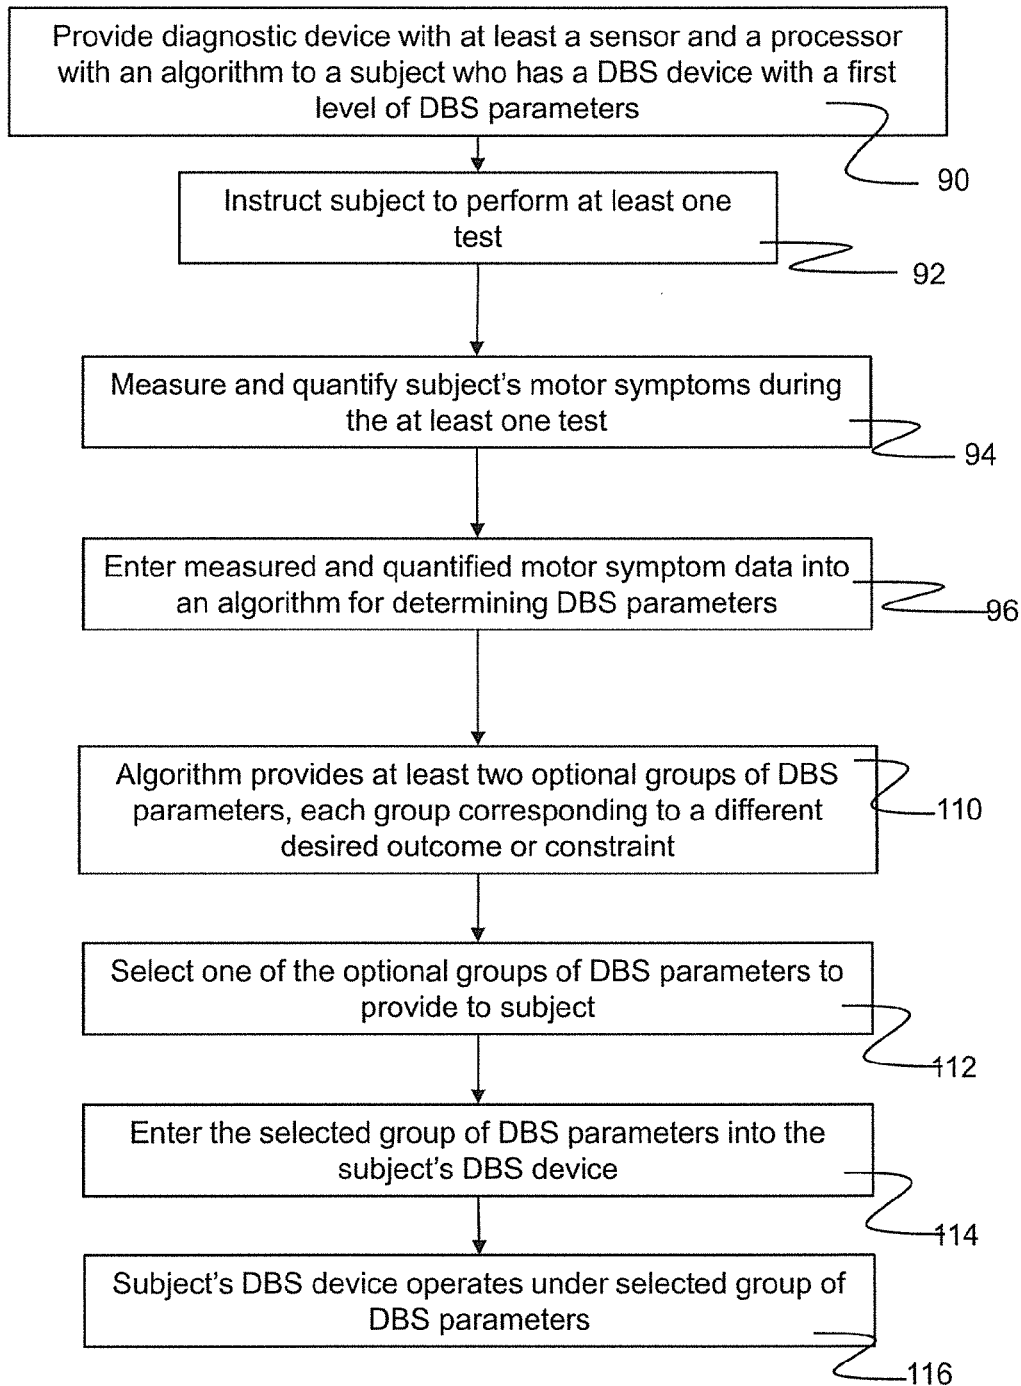 Provide diagnostic device with at least a sensor and a processor
with an algorithm to a subject who has a DBS device with a first
level of DBS parameters
90
Instruct subject to perform at least one
test
92
Measure and quantify subject's motor symptoms during
the at least one test
94
Enter measured and quantified motor symptom data into
an algorithm for determining DBS parameters
96
Algorithm provides at least two optional groups of DBS
parameters, each group corresponding to a different
desired outcome or constraint
110
Select one of the optional groups of DBS parameters to
provide to subject
112
Enter the selected group of DBS parameters into the
subject's DBS device
114
Subject's DBS device operates under selected group of
DBS parameters
116